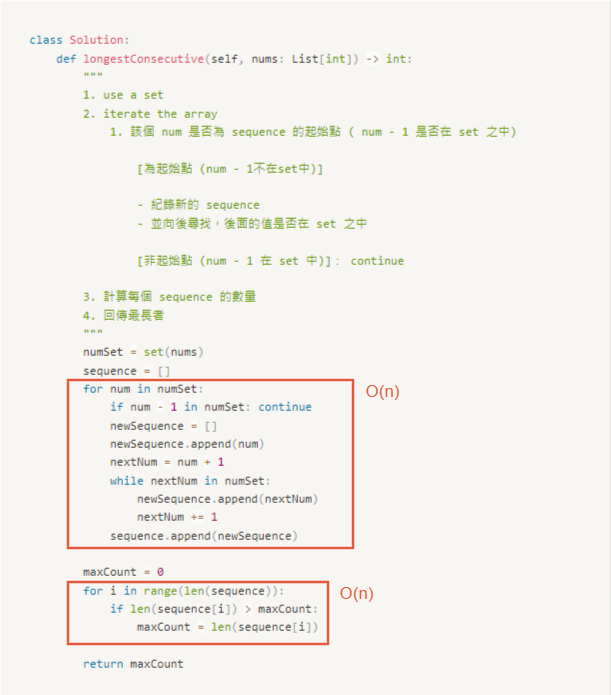 class Solution:
    def longestConsecutive(self, nums: List[int]) -> int:
        """
        1. use a set
        2. iterate the array
            1. 該個 num 是否為 sequence 的起始點 ( num - 1 是否在 set 之中)
                [為起始點 (num - 1不在set中)]
                - 紀錄新的 sequence
                - 並向後尋找，後面的值是否在 set 之中
                [非起始點 (num - 1 在 set 中)]： continue
        3. 計算每個 sequence 的數量
        4. 回傳最長者
        """
        numSet = set(nums)
        sequence = []
        for num in numSet:
O(n)
            if num - 1 in numSet: continue
            newSequence = []
            newSequence.append(num)
            nextNum = num + 1
            while nextNum in numSet:
                newSequence.append(nextNum)
                nextNum += 1
            sequence.append(newSequence)
        maxCount = 0
        for i in range(len(sequence)):
O(n)
            if len(sequence[i]) > maxCount:
                maxCount = len(sequence[i])
        return maxCount